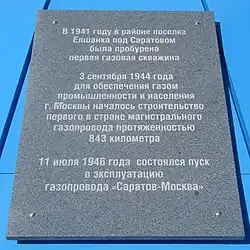 В 1941 году в районе поселка
Елшанка под Саратовом
была пробурена
первая газовая скважина
3 сентября 1944 года
для обеспечения газом
промышленности и населения
г. Москвы началось строительство
первого в стране магистрального
газопровода протяженностью
843 километра
11 июля 1946 года состоялся пуск
в эксплуатацию
газопровода «Саратов-Москва»